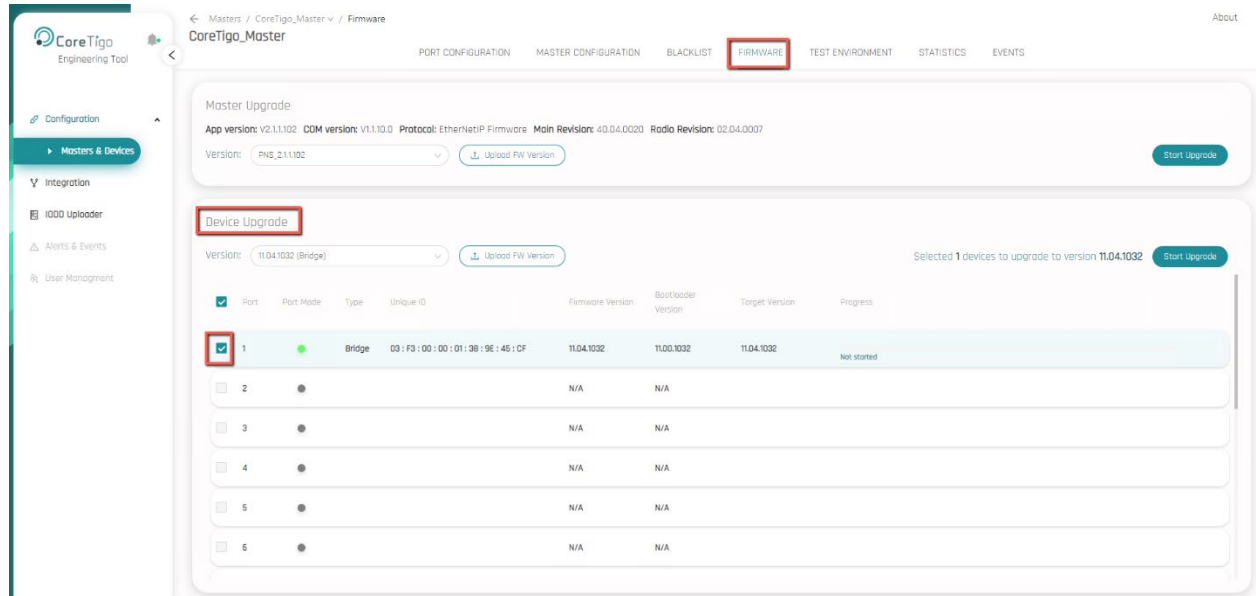 ← Masters / CoreTigo_Master / Firmware
About
CoreTigo
Engineering Tool
CoreTigo_Master
PORT CONFIGURATION MASTER CONFIGURATION BLACKLIST FIRMWARE TEST ENVIRONMENT STATISTICS EVENTS
Configuration
Masters & Devices
Integration
IODD Uploader
Alerts & Events
User Managment
Master Upgrade
App version: V2.1.1.102 COM version: V1.1.10.0 Protocol: EtherNetIP Firmware Main Revision: 40.04.0020 Radio Revision: 02.04.0007
Version: PNS_2.1.1.102 Upload FW Version Start Upgrade
Device Upgrade
Version: 11.04.1032 (Bridge) Upload FW Version Selected 1 devices to upgrade to version 11.04.1032 Start Upgrade
Port Port Mode Type Unique ID Firmware Version Bootloader Version Target Version Progress
1 Bridge 03 : F3 : 00 : 00 : 01 : 38 : 9E : 45 : CF 11.04.1032 11.00.1032 11.04.1032 Not started
2 N/A N/A
3 N/A N/A
4 N/A N/A
5 N/A N/A
6 N/A N/A